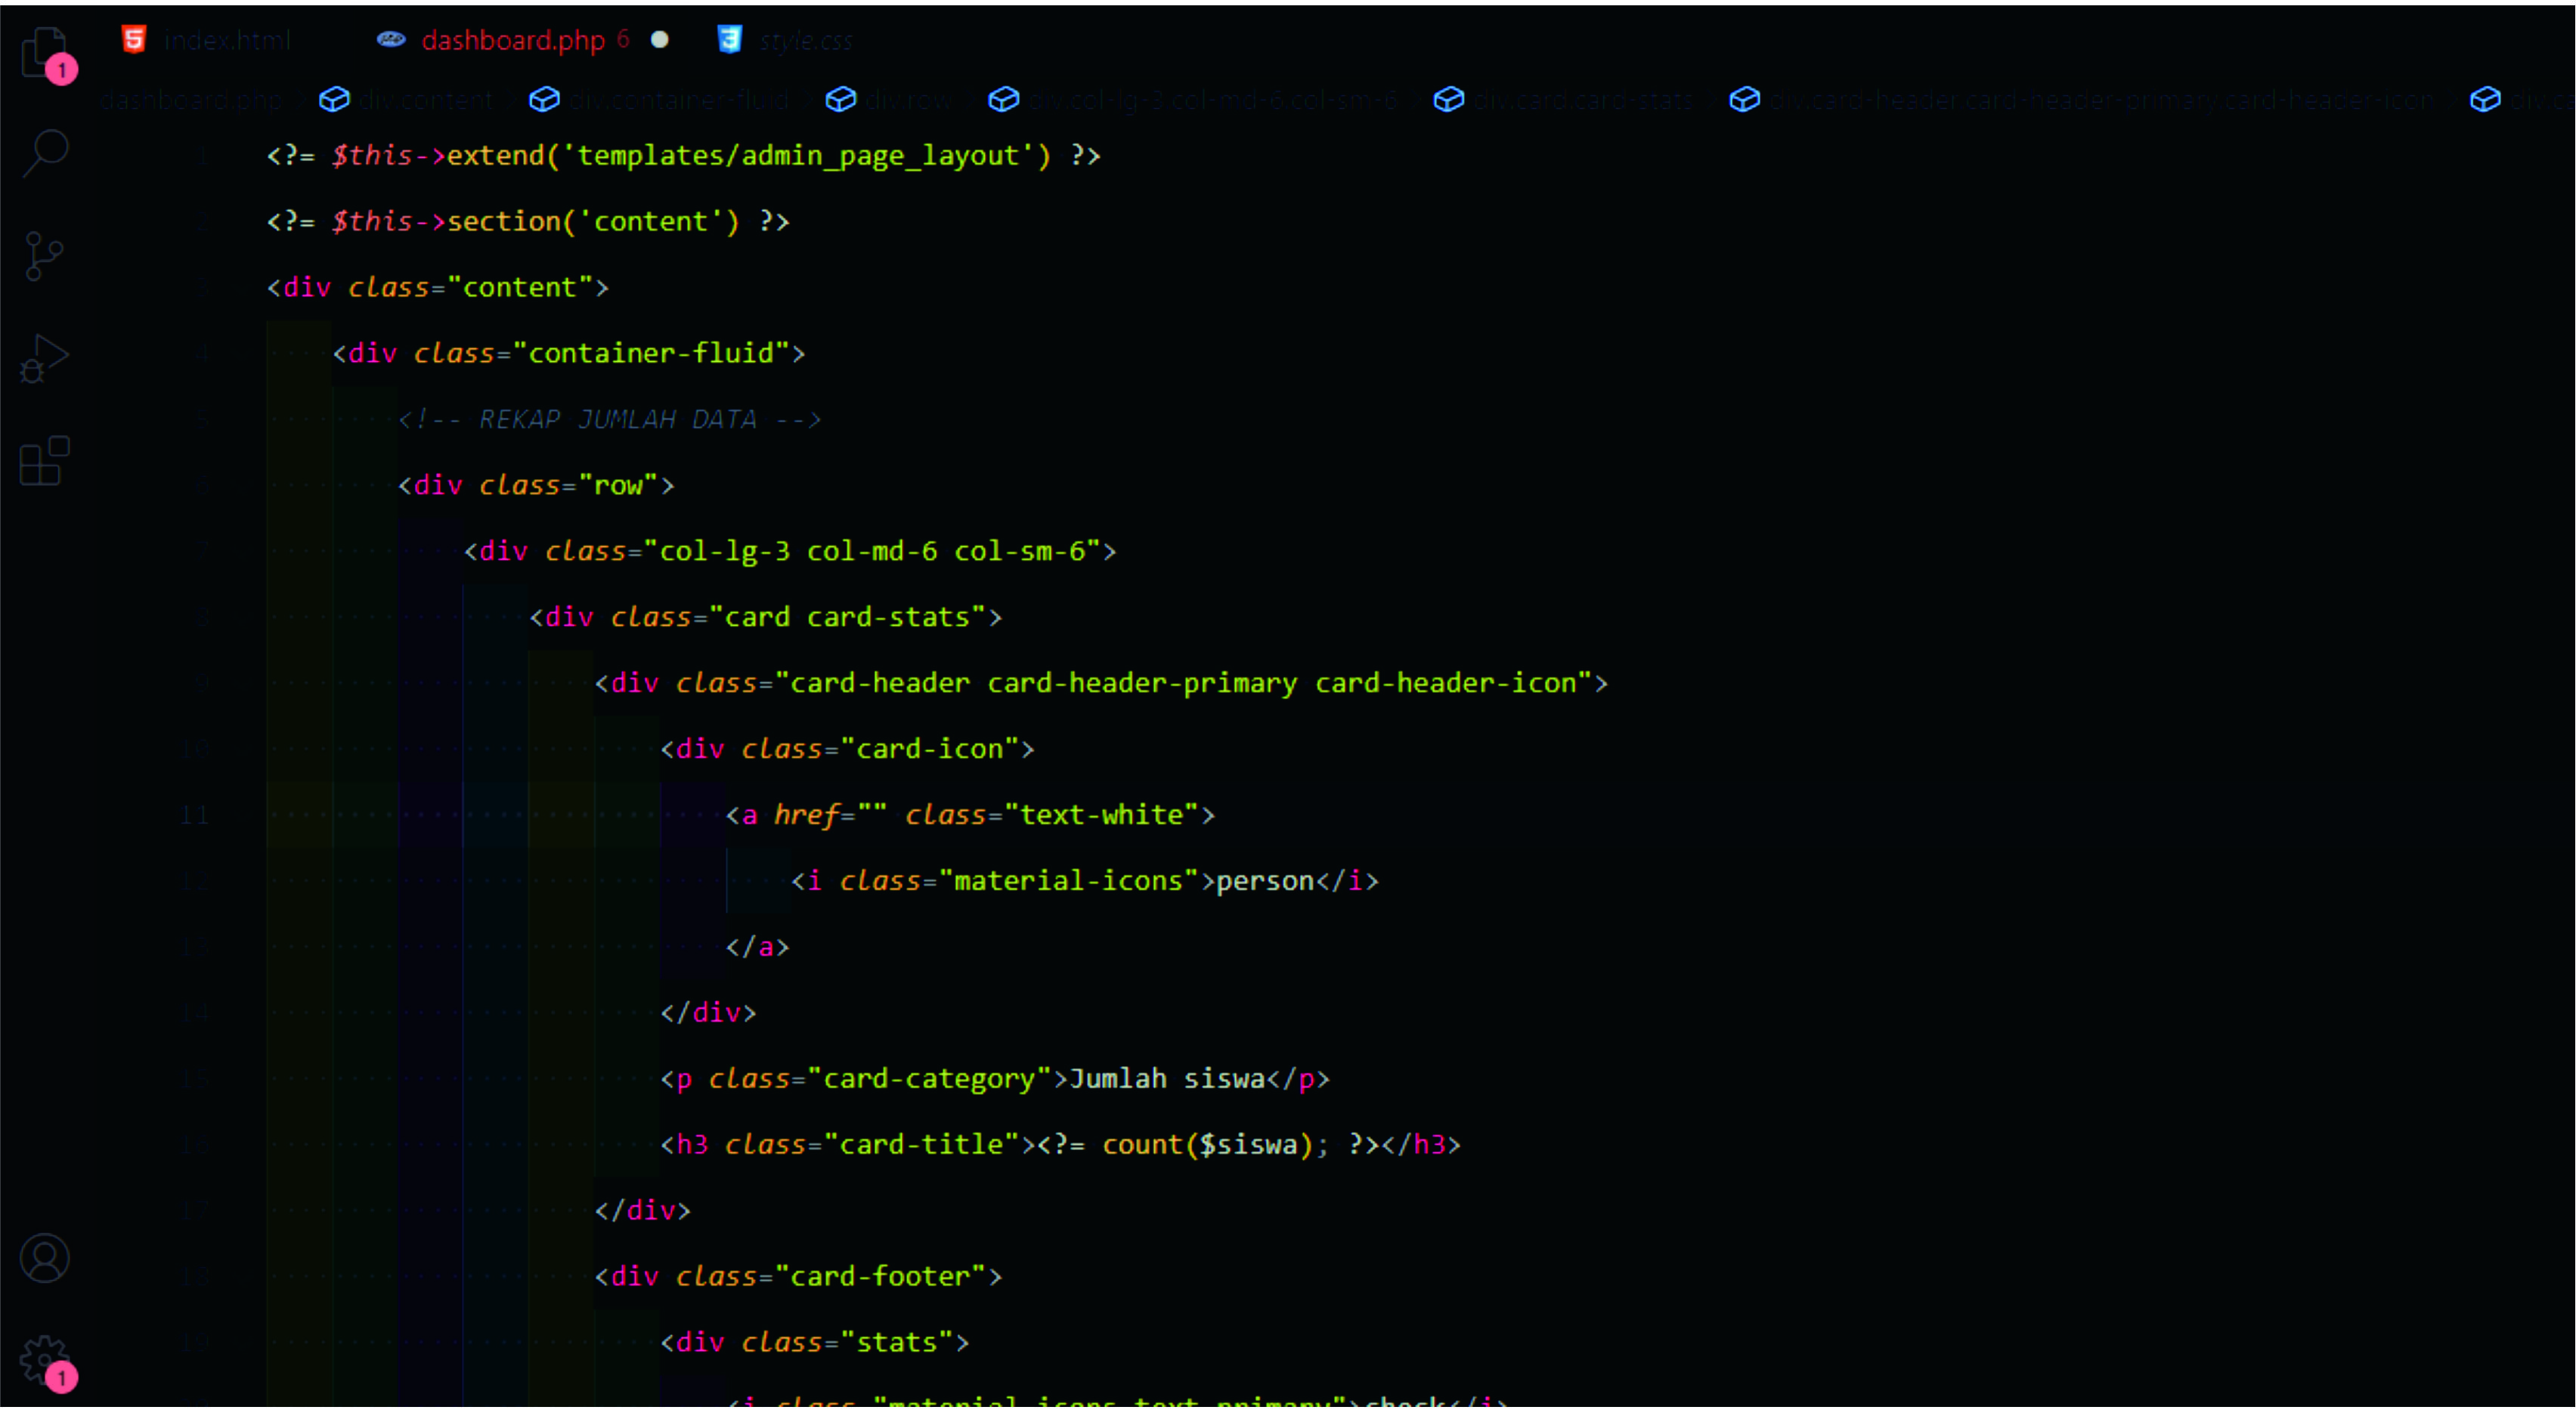 index.html dashboard.php 6 style.css
dashboard.php div.content div.container-fluid div.row div.col-lg-3.col-md-6.col-sm-6 div.card.card-stats div.card-header.card-header-primary.card-header-icon
1 <?= $this->extend('templates/admin_page_layout') ?>
2 <?= $this->section('content') ?>
3 <div class="content">
4 <div class="container-fluid">
5 <!-- REKAP JUMLAH DATA -->
6 <div class="row">
7 <div class="col-lg-3 col-md-6 col-sm-6">
8 <div class="card card-stats">
9 <div class="card-header card-header-primary card-header-icon">
10 <div class="card-icon">
11 <a href="" class="text-white">
12 <i class="material-icons">person</i>
13 </a>
14 </div>
15 <p class="card-category">Jumlah siswa</p>
16 <h3 class="card-title"><?= count($siswa); ?></h3>
17 </div>
18 <div class="card-footer">
19 <div class="stats">
<i class="material-icons text-primary">check</i>
1
1